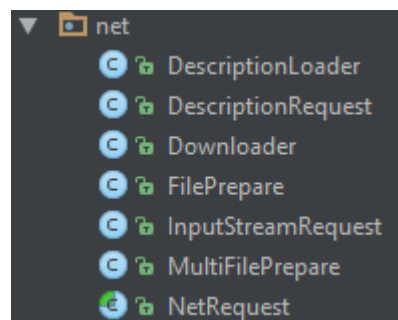 net
DescriptionLoader
DescriptionRequest
Downloader
FilePrepare
InputStreamRequest
MultiFilePrepare
NetRequest